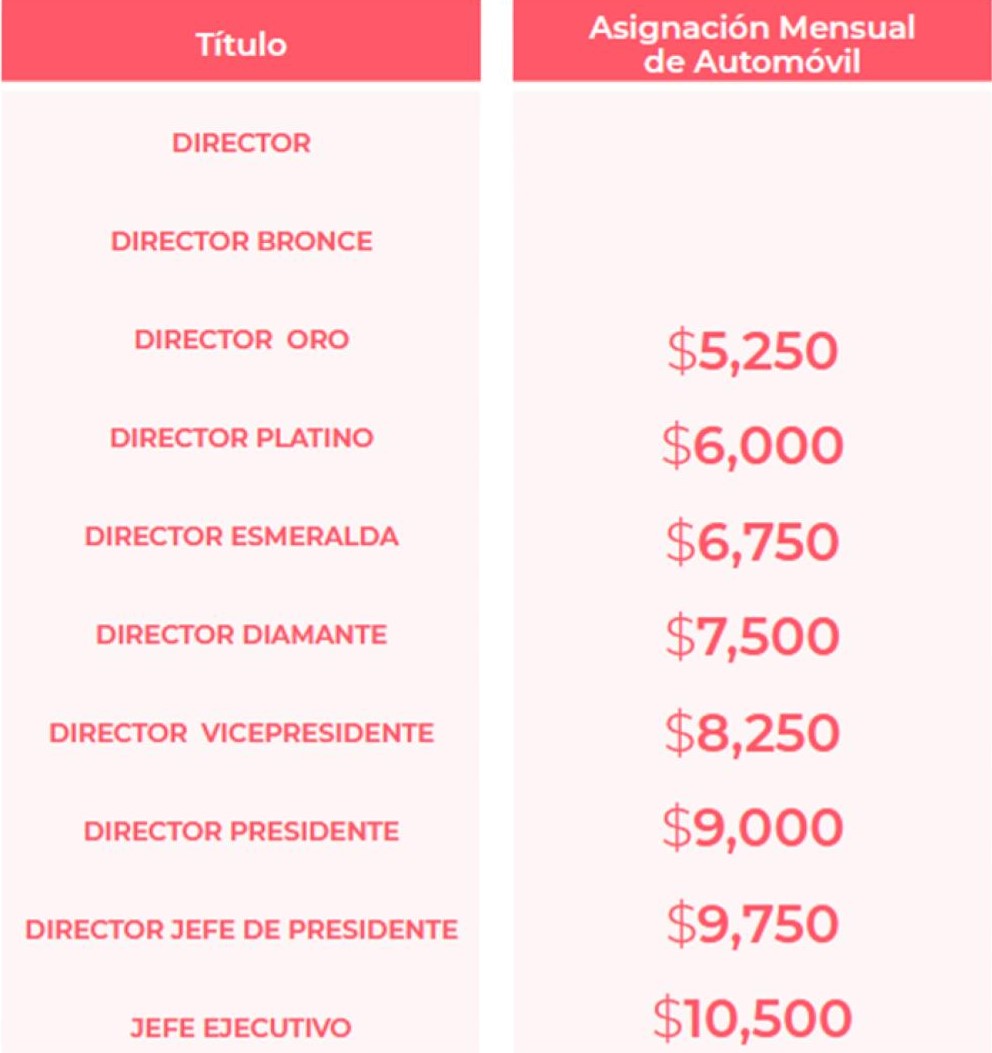 Título
Asignación Mensual
de Automóvil
DIRECTOR
DIRECTOR BRONCE
DIRECTOR ORO
$5,250
DIRECTOR PLATINO
$6,000
DIRECTOR ESMERALDA
$6,750
DIRECTOR DIAMANTE
$7,500
DIRECTOR VICEPRESIDENTE
$8,250
DIRECTOR PRESIDENTE
$9,000
DIRECTOR JEFE DE PRESIDENTE
$9,750
JEFE EJECUTIVO
$10,500